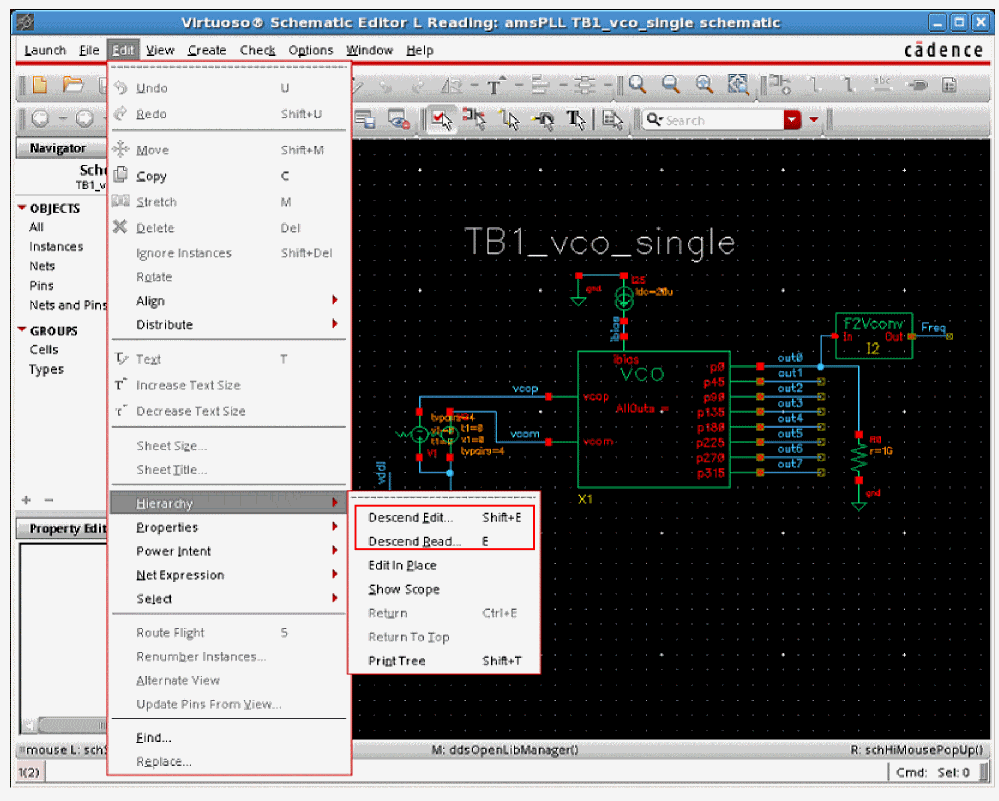 Virtuoso® Schematic Editor L Reading: amsPLL TB1_vco_single schematic
Launch File Edit View Create Check Options Window Help cādence
Search
Navigator
TB1_v
OBJECTS
All
Instances
Nets
Pins
Nets and Pins
GROUPS
Cells
Types
Property Edit
Undo U
Redo Shift+U
Move Shift+M
Copy C
Stretch M
Delete Del
Ignore Instances Shift+Del
Rotate
Align
Distribute
Text T
Increase Text Size
Decrease Text Size
Sheet Size...
Sheet Title...
Hierarchy
Properties
Power Intent
Net Expression
Select
Route Flight 5
Renumber Instances...
Alternate View
Update Pins From View...
Find...
Replace...
Descend Edit... Shift+E
Descend Read... E
Edit In Place
Show Scope
Return Ctrl+E
Return To Top
Print Tree Shift+T
TB1_vco_single
gnd
Idc=20u
ibias
ibias
VCO
AllOuts =
vcop
vcop
vcom
vcom
p0
p45
p90
p135
p180
p225
p270
p315
out0
out1
out2
out3
out4
out5
out6
out7
X1
F2Vconv
In Out
I2
Freq
r=1G
gnd
V1
t1=0
v1=0
tvpairs=4
vddl
mouse L: sch M: ddsOpenLibManager() R: schHiMousePopUp()
1(2) Cmd: Sel: 0